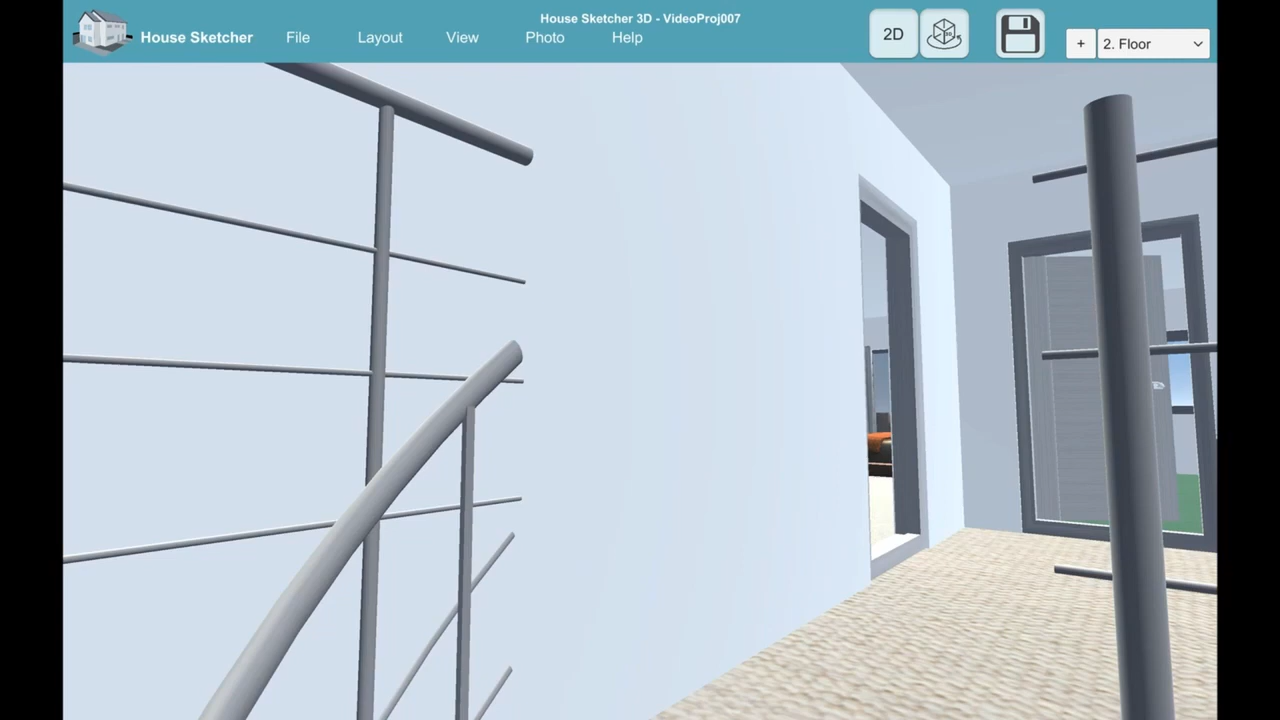 House Sketcher 3D - VideoProj007
House Sketcher File Layout View Photo Help
2D
+ 2. Floor